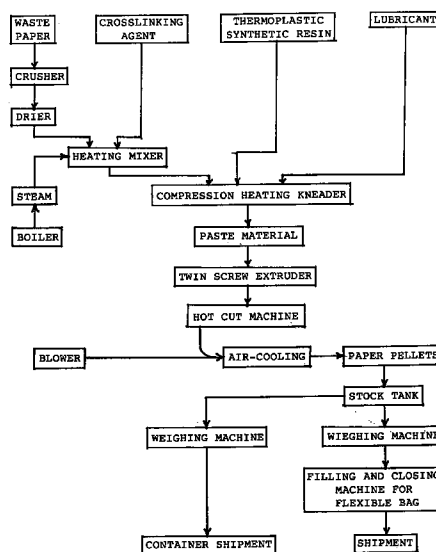 WASTE
PAPER
CROSSLINKING
AGENT
THERMOPLASTIC
SYNTHETIC RESIN
LUBRICANT
CRUSHER
DRIER
HEATING MIXER
STEAM
COMPRESSION HEATING KNEADER
BOILER
PASTE MATERIAL
TWIN SCREW EXTRUDER
HOT CUT MACHINE
BLOWER
AIR-COOLING
PAPER PELLETS
STOCK TANK
WEIGHING MACHINE
WIEGHING MACHINE
FILLING AND CLOSING
MACHINE FOR
FLEXIBLE BAG
CONTAINER SHIPMENT
SHIPMENT